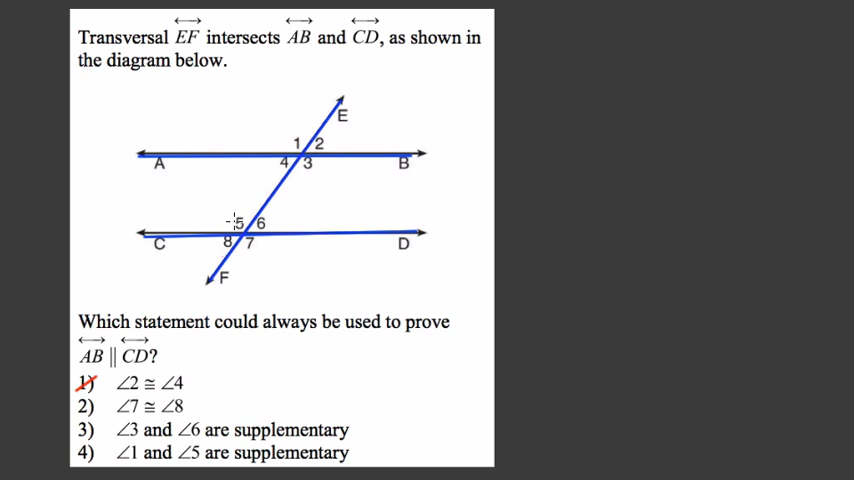 Transversal EF intersects AB and CD, as shown in
the diagram below.
E
1 2
A 4 3 B
5 6
C 8 7 D
F
Which statement could always be used to prove
AB || CD?
1) ∠2 ≅ ∠4
2) ∠7 ≅ ∠8
3) ∠3 and ∠6 are supplementary
4) ∠1 and ∠5 are supplementary